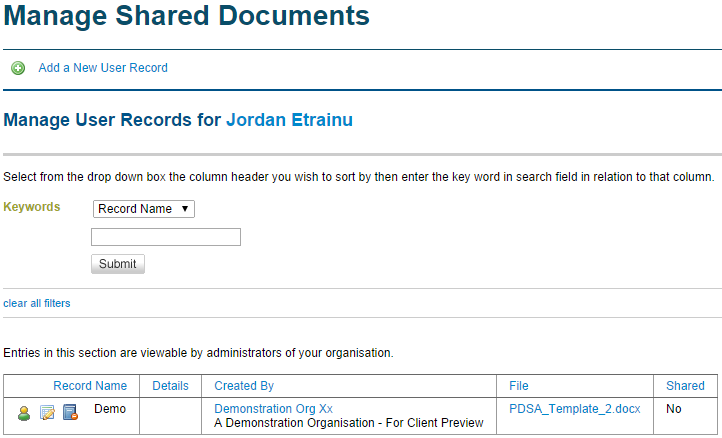 Manage Shared Documents
Add a New User Record
Manage User Records for Jordan Etrainu
Select from the drop down box the column header you wish to sort by then enter the key word in search field in relation to that column.
Keywords Record Name ▼
Submit
clear all filters
Entries in this section are viewable by administrators of your organisation.
Record Name Details Created By File Shared
Demo Demonstration Org Xx PDSA_Template_2.docx No
A Demonstration Organisation - For Client Preview